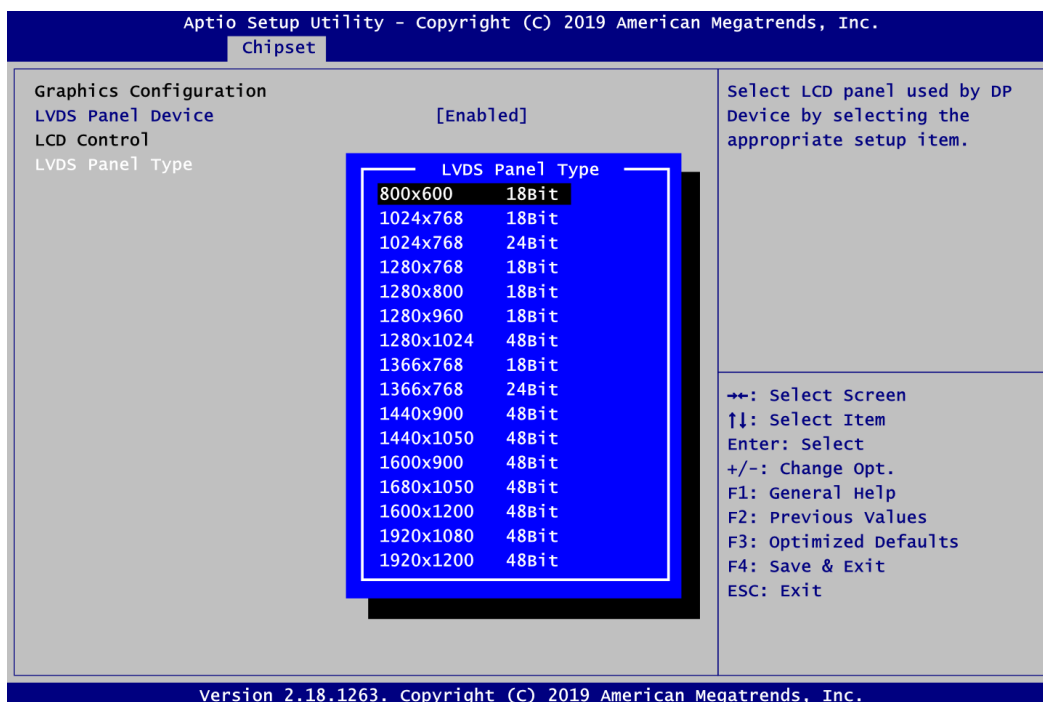 Aptio Setup Utility – Copyright (C) 2019 American Megatrends, Inc.
Chipset
Graphics Configuration
LVDS Panel Device [Enabled]
LCD Control
LVDS Panel Type
LVDS Panel Type
800x600 18Bit
1024x768 18Bit
1024x768 24Bit
1280x768 18Bit
1280x800 18Bit
1280x960 18Bit
1280x1024 48Bit
1366x768 18Bit
1366x768 24Bit
1440x900 48Bit
1440x1050 48Bit
1600x900 48Bit
1680x1050 48Bit
1600x1200 48Bit
1920x1080 48Bit
1920x1200 48Bit
Select LCD panel used by DP
Device by selecting the
appropriate setup item.
→←: Select Screen
↑↓: Select Item
Enter: Select
+/-: Change Opt.
F1: General Help
F2: Previous Values
F3: Optimized Defaults
F4: Save & Exit
ESC: Exit
Version 2.18.1263. Copyright (C) 2019 American Megatrends, Inc.